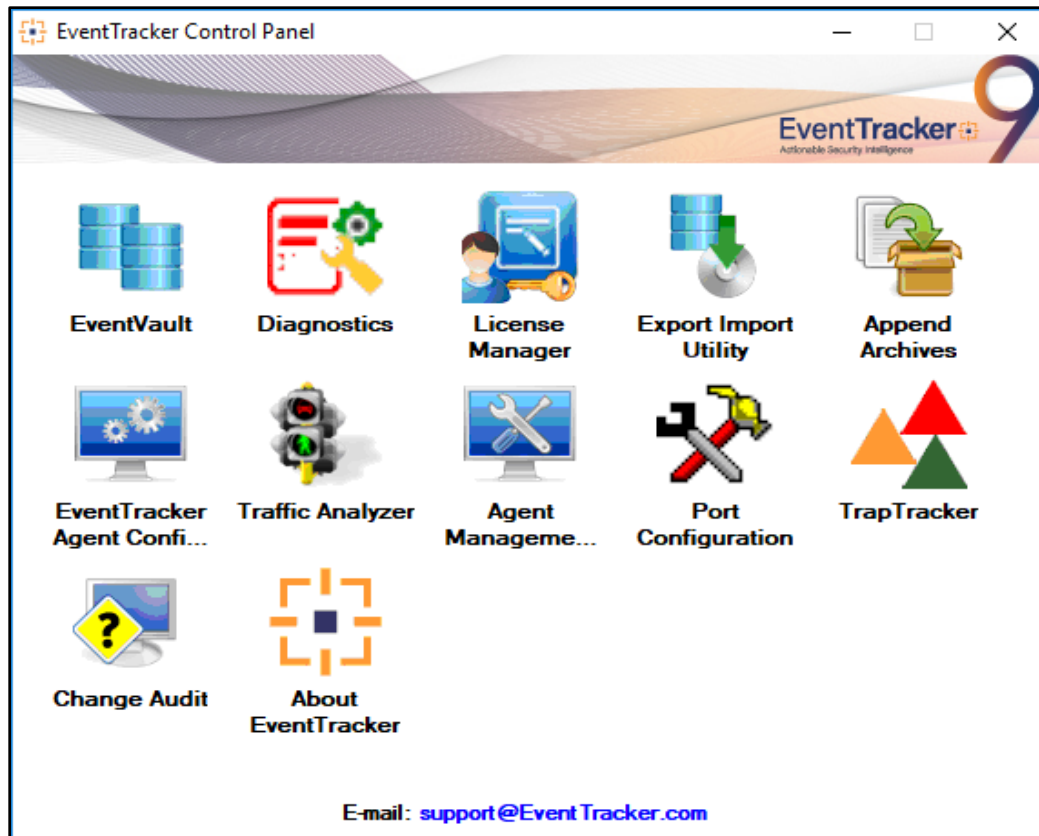 EventTracker Control Panel
EventTracker 9
Actionable Security Intelligence
EventVault
Diagnostics
License
Manager
Export Import
Utility
Append
Archives
EventTracker
Agent Confi...
Traffic Analyzer
Agent
Manageme...
Port
Configuration
TrapTracker
?
Change Audit
About
EventTracker
E-mail: support@EventTracker.com